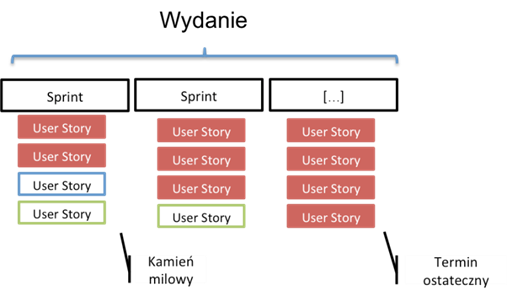 Wydanie
Sprint
Sprint
[...]
User Story
User Story
User Story
User Story
User Story
User Story
User Story
User Story
User Story
User Story
User Story
User Story
Kamień
milowy
Termin
ostateczny